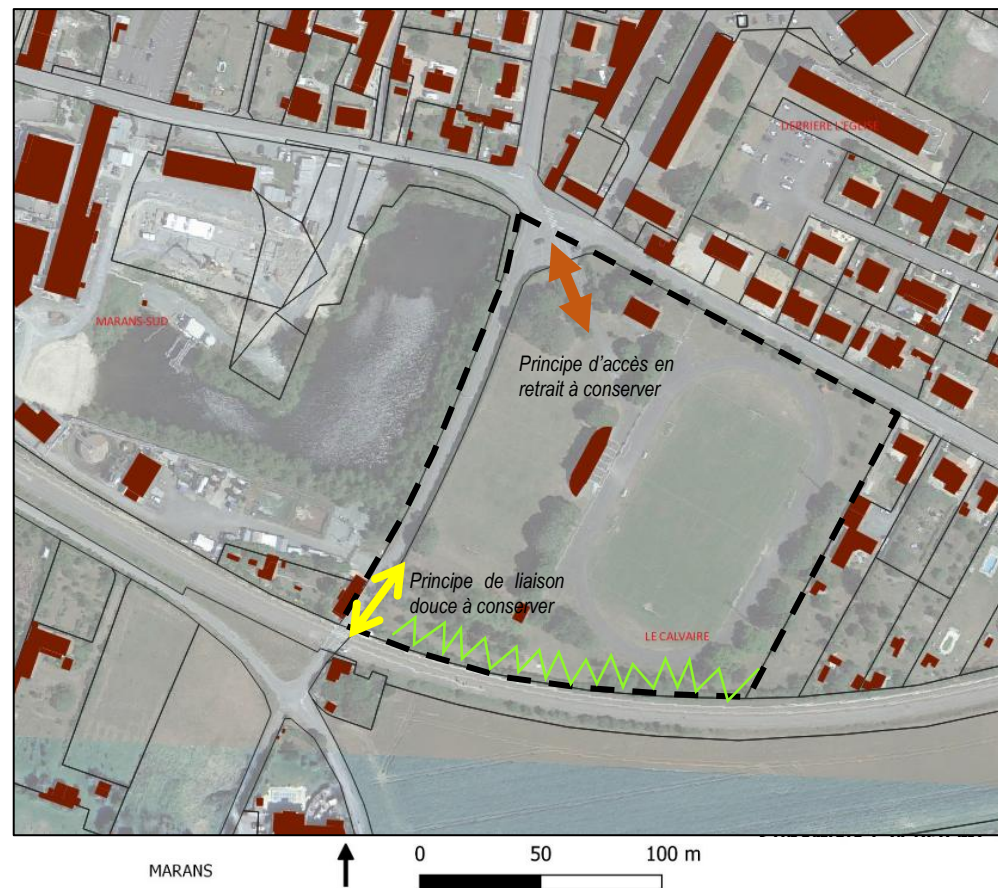 DERRIERE L'EGLISE
MARANS-SUD
Principe d'accès en
retrait à conserver
Principe de liaison
douce à conserver
LE CALVAIRE
MARANS
0 50 100 m